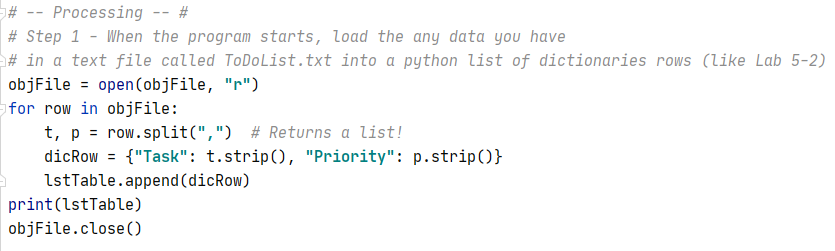 # -- Processing -- #
# Step 1 - When the program starts, load the any data you have
# in a text file called ToDoList.txt into a python list of dictionaries rows (like Lab 5-2)
objFile = open(objFile, "r")
for row in objFile:
    t, p = row.split(",")  # Returns a list!
    dicRow = {"Task": t.strip(), "Priority": p.strip()}
    lstTable.append(dicRow)
print(lstTable)
objFile.close()